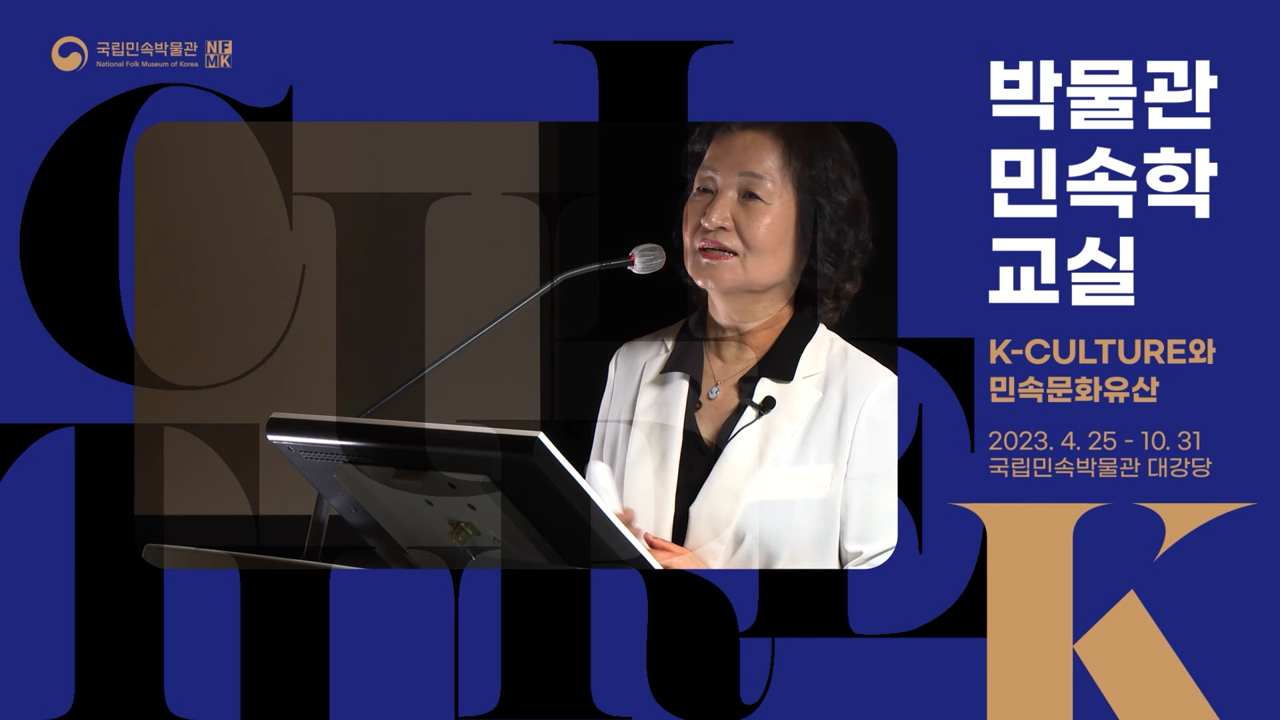 국립민속박물관
National Folk Museum of Korea
NF
MK
박물관
민속학
교실
K-CULTURE와
민속문화유산
2023. 4. 25 - 10. 31
국립민속박물관 대강당
K